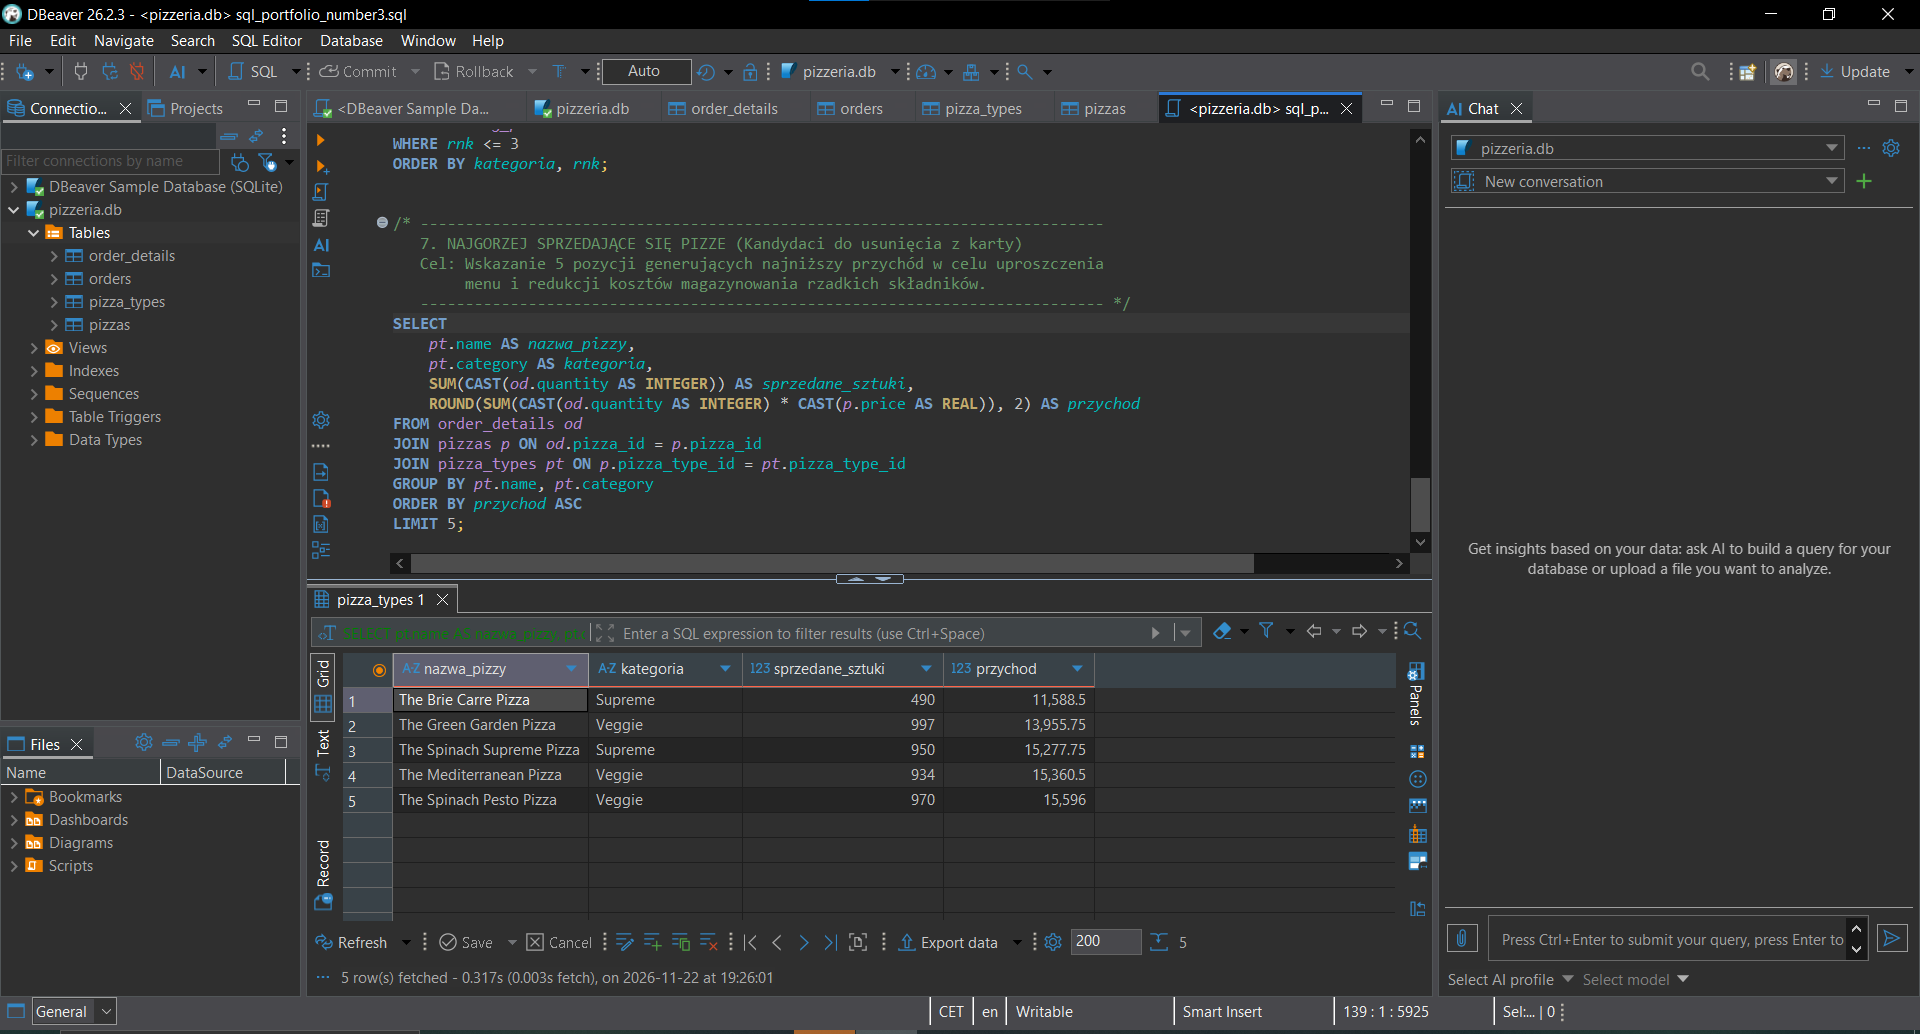 DBeaver 26.2.3 - <pizzeria.db> sql_portfolio_number3.sql
File Edit Navigate Search SQL Editor Database Window Help
AI SQL Commit Rollback T Auto pizzeria.db Update
Connectio... Projects
Filter connections by name
DBeaver Sample Database (SQLite)
pizzeria.db
Tables
order_details
orders
pizza_types
pizzas
Views
Indexes
Sequences
Table Triggers
Data Types
Files
Name DataSource
Bookmarks
Dashboards
Diagrams
Scripts
<DBeaver Sample Da... pizzeria.db order_details orders pizza_types pizzas <pizzeria.db> sql_p...
WHERE rnk <= 3
ORDER BY kategoria, rnk;
/* ----------------------------------------------------------------------------
7. NAJGORZEJ SPRZEDAJĄCE SIĘ PIZZE (Kandydaci do usunięcia z karty)
Cel: Wskazanie 5 pozycji generujących najniższy przychód w celu uproszczenia
menu i redukcji kosztów magazynowania rzadkich składników.
---------------------------------------------------------------------------- */
SELECT
pt.name AS nazwa_pizzy,
pt.category AS kategoria,
SUM(CAST(od.quantity AS INTEGER)) AS sprzedane_sztuki,
ROUND(SUM(CAST(od.quantity AS INTEGER) * CAST(p.price AS REAL)), 2) AS przychod
FROM order_details od
JOIN pizzas p ON od.pizza_id = p.pizza_id
JOIN pizza_types pt ON p.pizza_type_id = pt.pizza_type_id
GROUP BY pt.name, pt.category
ORDER BY przychod ASC
LIMIT 5;
AI
pizza_types 1
SELECT pt.name AS nazwa_pizzy, pt.c Enter a SQL expression to filter results (use Ctrl+Space)
Grid
Text
Record
A-Z nazwa_pizzy A-Z kategoria 123 sprzedane_sztuki 123 przychod
1 The Brie Carre Pizza Supreme 490 11,588.5
2 The Green Garden Pizza Veggie 997 13,955.75
3 The Spinach Supreme Pizza Supreme 950 15,277.75
4 The Mediterranean Pizza Veggie 934 15,360.5
5 The Spinach Pesto Pizza Veggie 970 15,596
Panels
Refresh Save Cancel Export data 200 5
5 row(s) fetched - 0.317s (0.003s fetch), on 2026-11-22 at 19:26:01
AI Chat
pizzeria.db
New conversation
Get insights based on your data: ask AI to build a query for your
database or upload a file you want to analyze.
Press Ctrl+Enter to submit your query, press Enter to
Select AI profile Select model
General CET en Writable Smart Insert 139 : 1 : 5925 Sel:... | 0